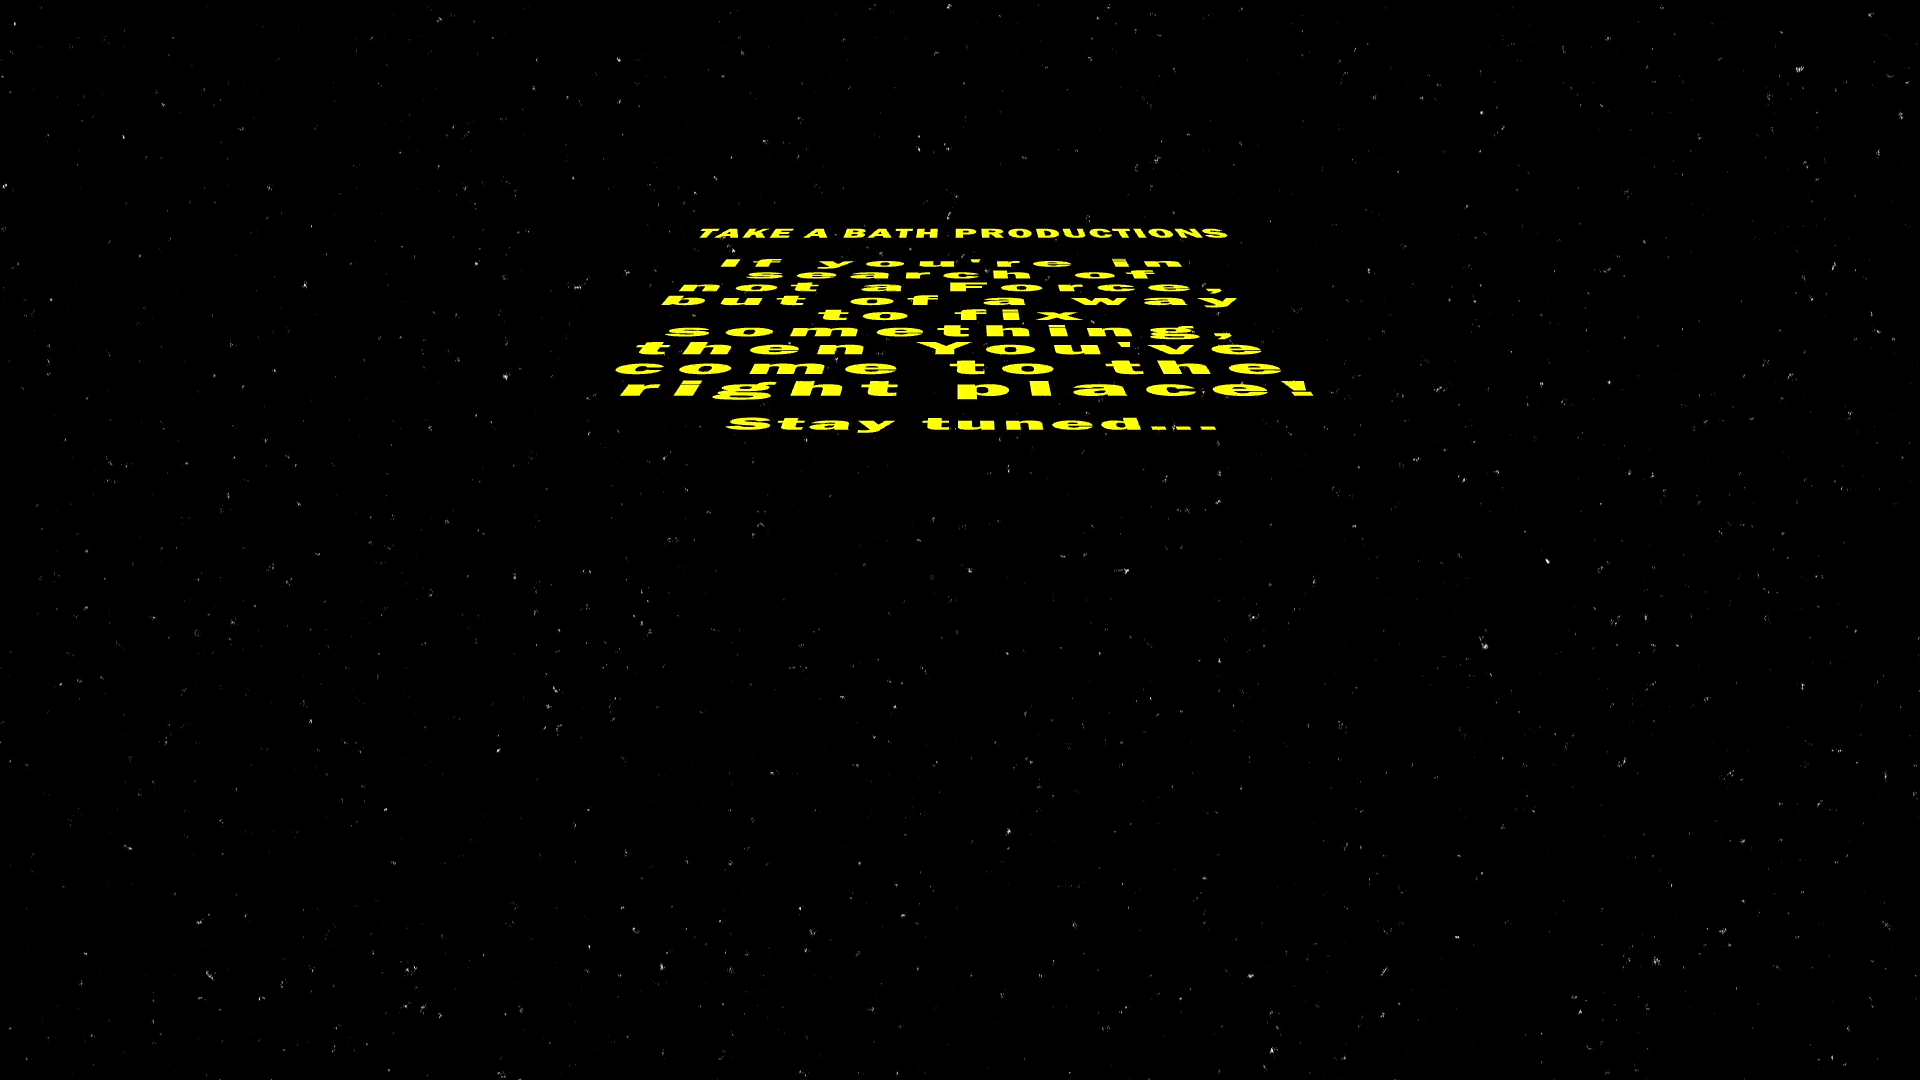 TAKE A BATH PRODUCTIONS
If you're in
search of
not a Force,
but of a way
to fix
something,
then You've
come to the
right place!
Stay tuned...